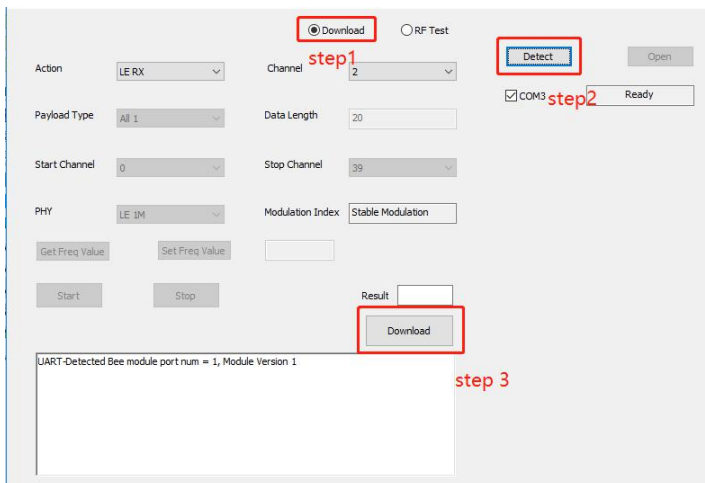 Download
RF Test
step1
Detect
Open
Action
LE RX
Channel
2
COM3
step2
Ready
Payload Type
All 1
Data Length
20
Start Channel
0
Stop Channel
39
PHY
LE 1M
Modulation Index
Stable Modulation
Get Freq Value
Set Freq Value
Start
Stop
Result
Download
UART-Detected Bee module port num = 1, Module Version 1
step 3